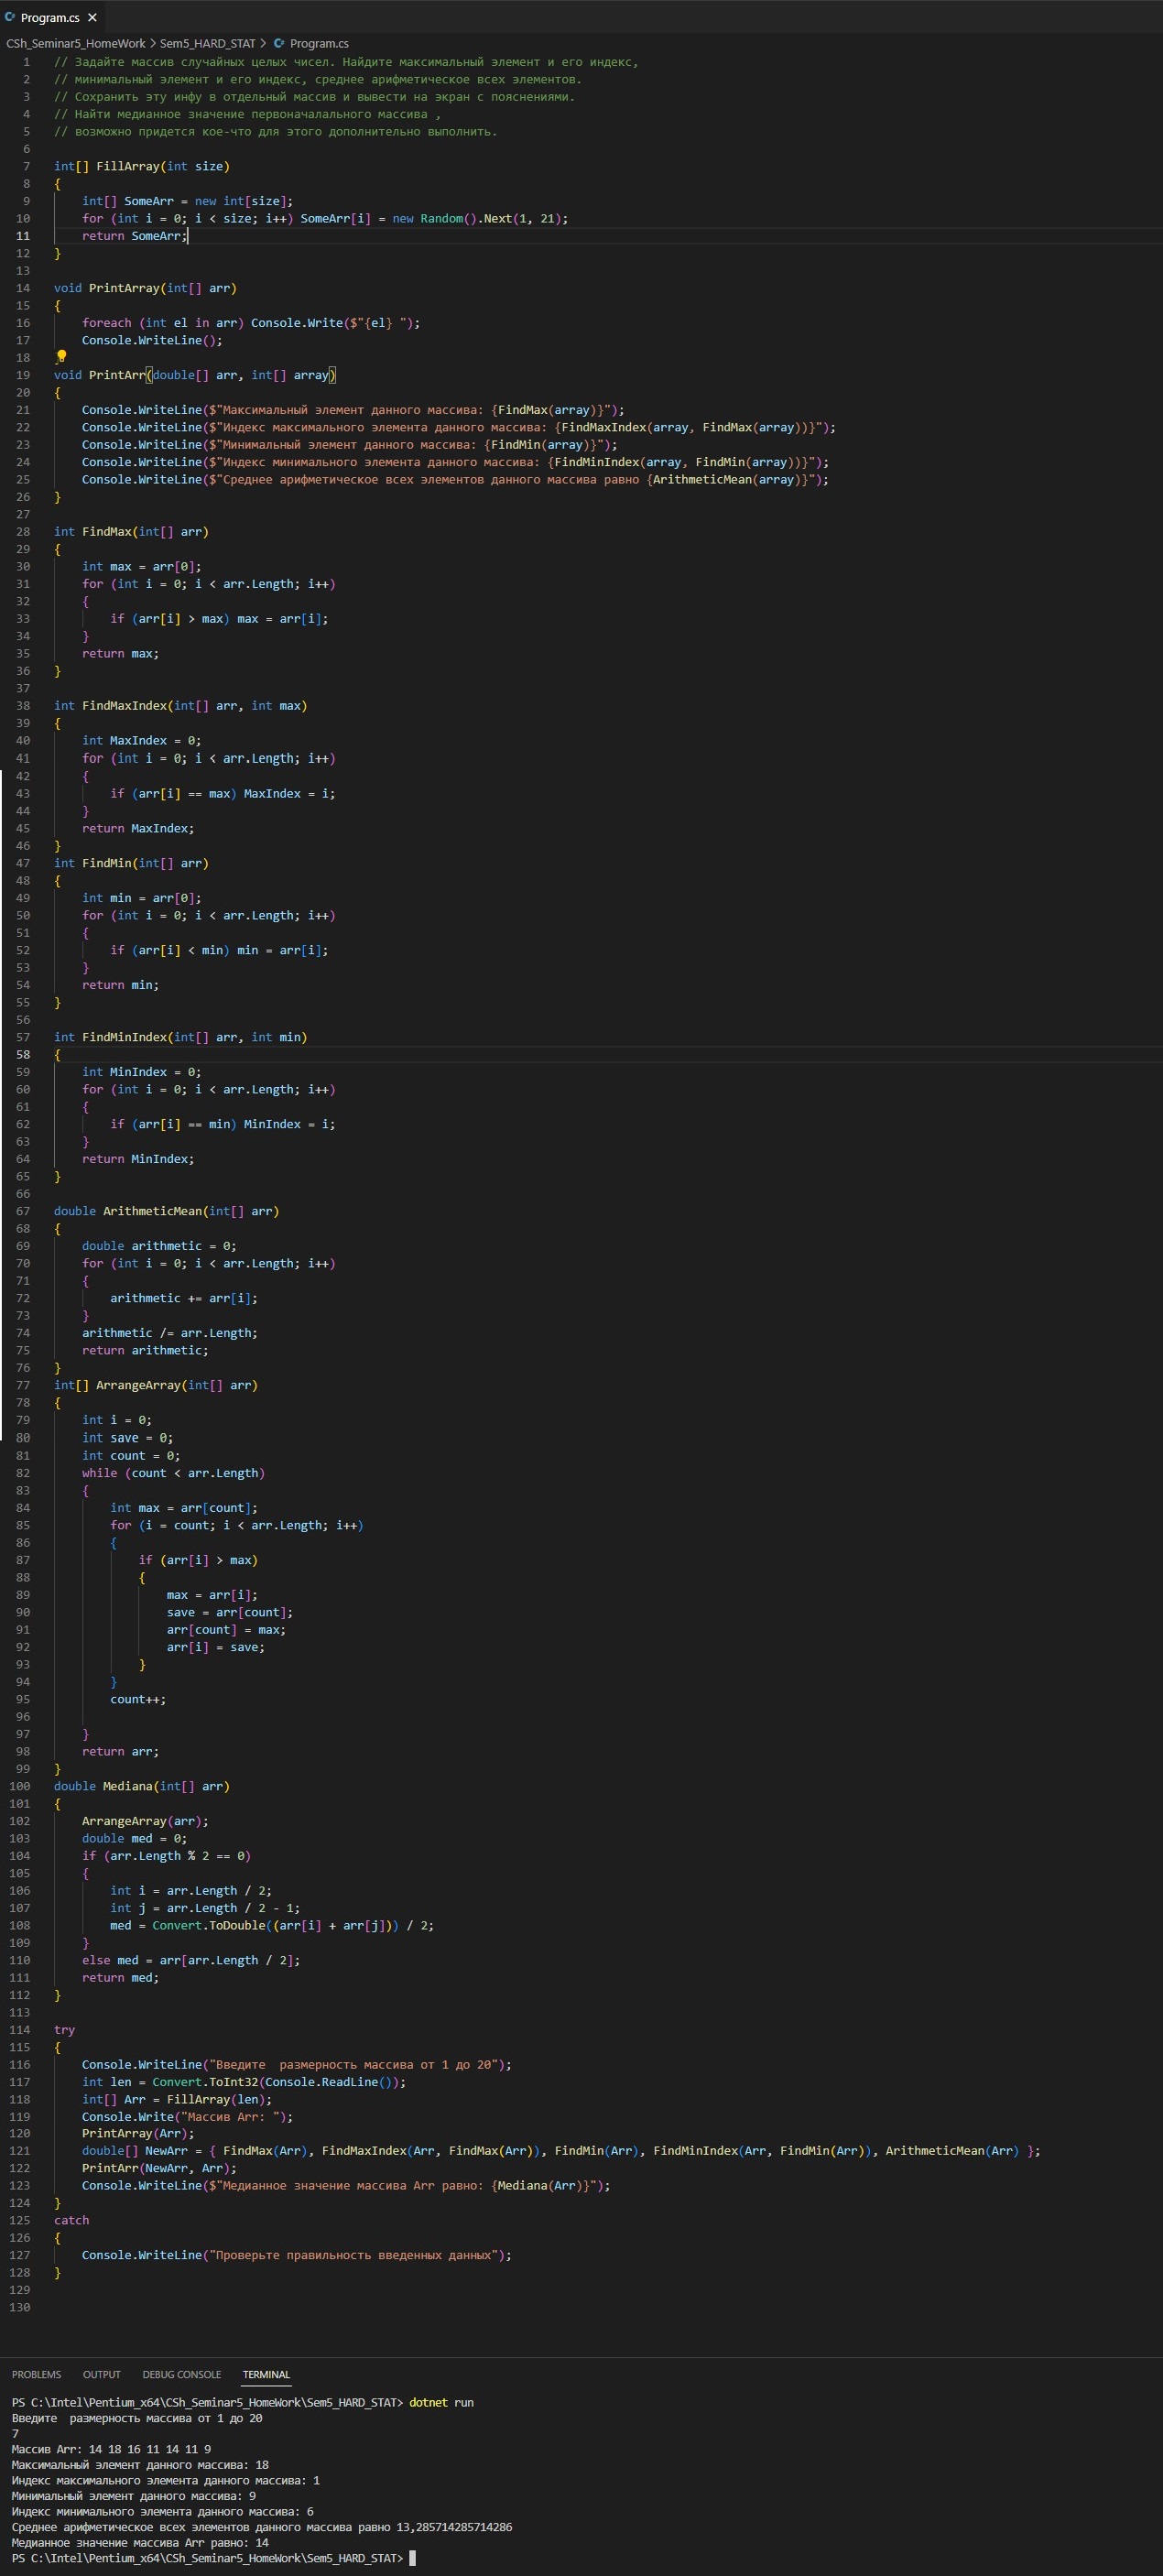 Program.cs
CSh_Seminar5_HomeWork > Sem5_HARD_STAT > Program.cs
1 // Задайте массив случайных целых чисел. Найдите максимальный элемент и его индекс,
2 // минимальный элемент и его индекс, среднее арифметическое всех элементов.
3 // Сохранить эту инфу в отдельный массив и вывести на экран с пояснениями.
4 // Найти медианное значение первоначалального массива ,
5 // возможно придется кое-что для этого дополнительно выполнить.
6
7 int[] FillArray(int size)
8 {
9     int[] SomeArr = new int[size];
10     for (int i = 0; i < size; i++) SomeArr[i] = new Random().Next(1, 21);
11     return SomeArr;
12 }
13
14 void PrintArray(int[] arr)
15 {
16     foreach (int el in arr) Console.Write($"{el} ");
17     Console.WriteLine();
18 }
19 void PrintArr(double[] arr, int[] array)
20 {
21     Console.WriteLine($"Максимальный элемент данного массива: {FindMax(array)}");
22     Console.WriteLine($"Индекс максимального элемента данного массива: {FindMaxIndex(array, FindMax(array))}");
23     Console.WriteLine($"Минимальный элемент данного массива: {FindMin(array)}");
24     Console.WriteLine($"Индекс минимального элемента данного массива: {FindMinIndex(array, FindMin(array))}");
25     Console.WriteLine($"Среднее арифметическое всех элементов данного массива равно {ArithmeticMean(array)}");
26 }
27
28 int FindMax(int[] arr)
29 {
30     int max = arr[0];
31     for (int i = 0; i < arr.Length; i++)
32     {
33         if (arr[i] > max) max = arr[i];
34     }
35     return max;
36 }
37
38 int FindMaxIndex(int[] arr, int max)
39 {
40     int MaxIndex = 0;
41     for (int i = 0; i < arr.Length; i++)
42     {
43         if (arr[i] == max) MaxIndex = i;
44     }
45     return MaxIndex;
46 }
47 int FindMin(int[] arr)
48 {
49     int min = arr[0];
50     for (int i = 0; i < arr.Length; i++)
51     {
52         if (arr[i] < min) min = arr[i];
53     }
54     return min;
55 }
56
57 int FindMinIndex(int[] arr, int min)
58 {
59     int MinIndex = 0;
60     for (int i = 0; i < arr.Length; i++)
61     {
62         if (arr[i] == min) MinIndex = i;
63     }
64     return MinIndex;
65 }
66
67 double ArithmeticMean(int[] arr)
68 {
69     double arithmetic = 0;
70     for (int i = 0; i < arr.Length; i++)
71     {
72         arithmetic += arr[i];
73     }
74     arithmetic /= arr.Length;
75     return arithmetic;
76 }
77 int[] ArrangeArray(int[] arr)
78 {
79     int i = 0;
80     int save = 0;
81     int count = 0;
82     while (count < arr.Length)
83     {
84         int max = arr[count];
85         for (i = count; i < arr.Length; i++)
86         {
87             if (arr[i] > max)
88             {
89                 max = arr[i];
90                 save = arr[count];
91                 arr[count] = max;
92                 arr[i] = save;
93             }
94         }
95         count++;
96
97     }
98     return arr;
99 }
100 double Mediana(int[] arr)
101 {
102     ArrangeArray(arr);
103     double med = 0;
104     if (arr.Length % 2 == 0)
105     {
106         int i = arr.Length / 2;
107         int j = arr.Length / 2 - 1;
108         med = Convert.ToDouble((arr[i] + arr[j])) / 2;
109     }
110     else med = arr[arr.Length / 2];
111     return med;
112 }
113
114 try
115 {
116     Console.WriteLine("Введите  размерность массива от 1 до 20");
117     int len = Convert.ToInt32(Console.ReadLine());
118     int[] Arr = FillArray(len);
119     Console.Write("Массив Arr: ");
120     PrintArray(Arr);
121     double[] NewArr = { FindMax(Arr), FindMaxIndex(Arr, FindMax(Arr)), FindMin(Arr), FindMinIndex(Arr, FindMin(Arr)), ArithmeticMean(Arr) };
122     PrintArr(NewArr, Arr);
123     Console.WriteLine($"Медианное значение массива Arr равно: {Mediana(Arr)}");
124 }
125 catch
126 {
127     Console.WriteLine("Проверьте правильность введенных данных");
128 }
129
130
PROBLEMS OUTPUT DEBUG CONSOLE TERMINAL
PS C:\Intel\Pentium_x64\CSh_Seminar5_HomeWork\Sem5_HARD_STAT> dotnet run
Введите  размерность массива от 1 до 20
7
Массив Arr: 14 18 16 11 14 11 9
Максимальный элемент данного массива: 18
Индекс максимального элемента данного массива: 1
Минимальный элемент данного массива: 9
Индекс минимального элемента данного массива: 6
Среднее арифметическое всех элементов данного массива равно 13,285714285714286
Медианное значение массива Arr равно: 14
PS C:\Intel\Pentium_x64\CSh_Seminar5_HomeWork\Sem5_HARD_STAT>